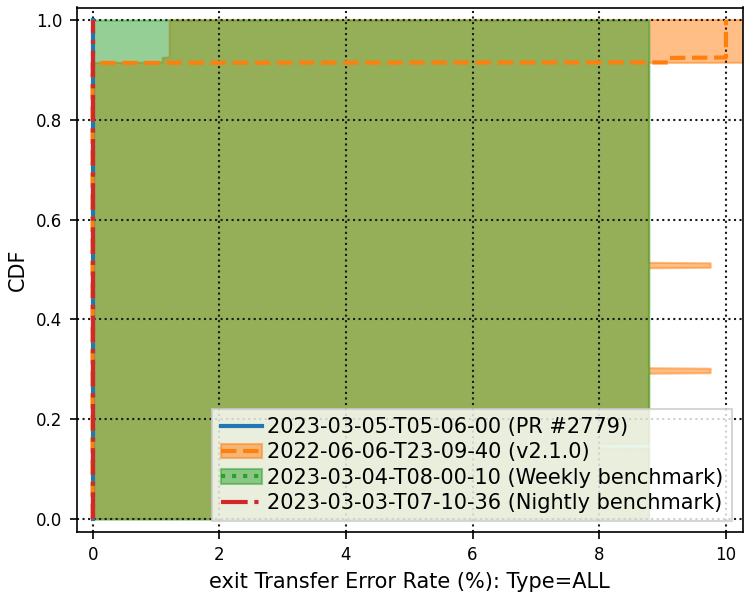 1.0
0.8
0.6
0.4
0.2
0.0
CDF
2023-03-05-T05-06-00 (PR #2779)
2022-06-06-T23-09-40 (v2.1.0)
2023-03-04-T08-00-10 (Weekly benchmark)
2023-03-03-T07-10-36 (Nightly benchmark)
0 2 4 6 8 10
exit Transfer Error Rate (%): Type=ALL